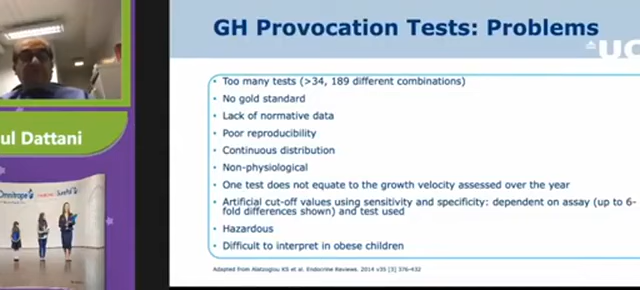 GH Provocation Tests: Problems
UC
• Too many tests (>34, 189 different combinations)
• No gold standard
• Lack of normative data
• Poor reproducibility
• Continuous distribution
• Non-physiological
• One test does not equate to the growth velocity assessed over the year
• Artificial cut-off values using sensitivity and specificity: dependent on assay (up to 6-
fold differences shown) and test used
• Hazardous
• Difficult to interpret in obese children
Adapted from Alatzoglou KS et al. Endocrine Reviews. 2014 v35 [3] 376-432
ul Dattani
Omnitrope
SurePal